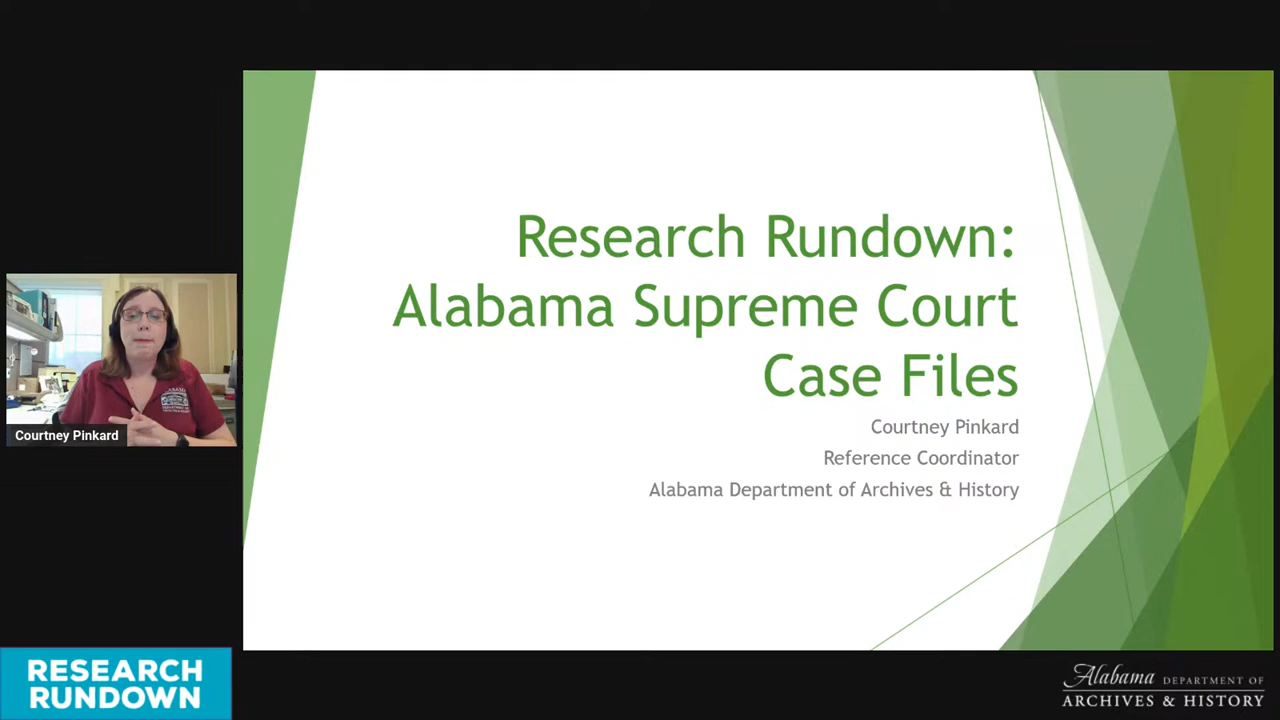 Research Rundown:
Alabama Supreme Court
Case Files
Courtney Pinkard
Reference Coordinator
Alabama Department of Archives & History
Courtney Pinkard
RESEARCH
RUNDOWN
Alabama DEPARTMENT OF
ARCHIVES & HISTORY